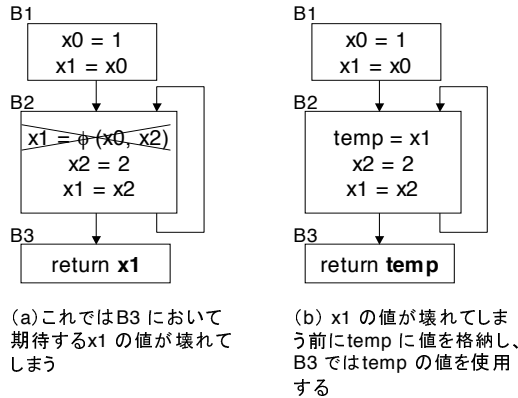 B1
x0 = 1
x1 = x0
B2
x1 = φ (x0, x2)
x2 = 2
x1 = x2
B3
return x1
(a)これではB3 において
期待するx1 の値が壊れて
しまう
B1
x0 = 1
x1 = x0
B2
temp = x1
x2 = 2
x1 = x2
B3
return temp
(b) x1 の値が壊れてしま
う前にtemp に値を格納し、
B3 ではtemp の値を使用
する